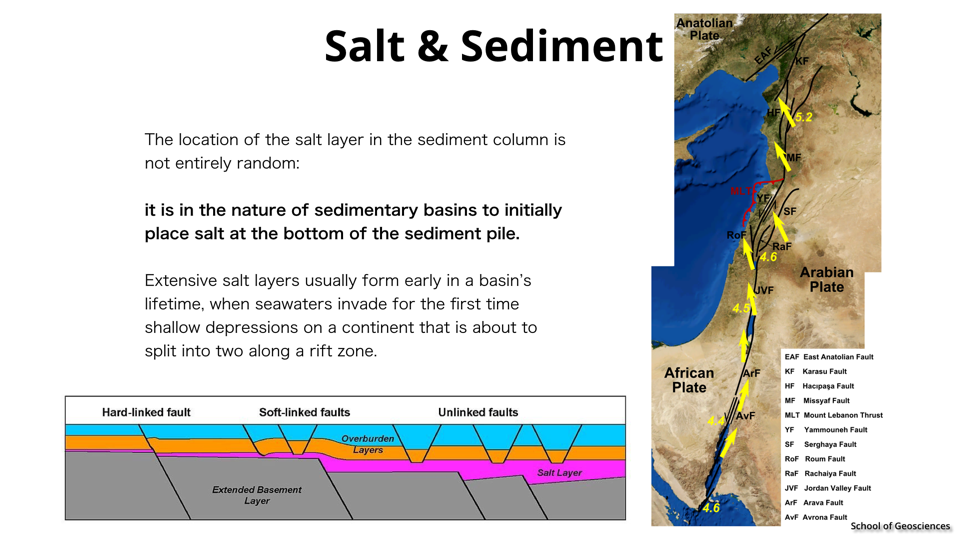 Salt & Sediment
The location of the salt layer in the sediment column is
not entirely random:
it is in the nature of sedimentary basins to initially
place salt at the bottom of the sediment pile.
Extensive salt layers usually form early in a basin’s
lifetime, when seawaters invade for the first time
shallow depressions on a continent that is about to
split into two along a rift zone.
Hard-linked fault
Soft-linked faults
Unlinked faults
Overburden
Layers
Salt Layer
Extended Basement
Layer
Anatolian
Plate
EAF
KF
HF
5.2
MF
MLT
YF
SF
RoF
RaF
4.6
Arabian
Plate
JVF
4.5
African
Plate
ArF
AvF
4.4
4.6
EAF East Anatolian Fault
KF Karasu Fault
HF Hacıpaşa Fault
MF Missyaf Fault
MLT Mount Lebanon Thrust
YF Yammouneh Fault
SF Serghaya Fault
RoF Roum Fault
RaF Rachaiya Fault
JVF Jordan Valley Fault
ArF Arava Fault
AvF Avrona Fault
School of Geosciences